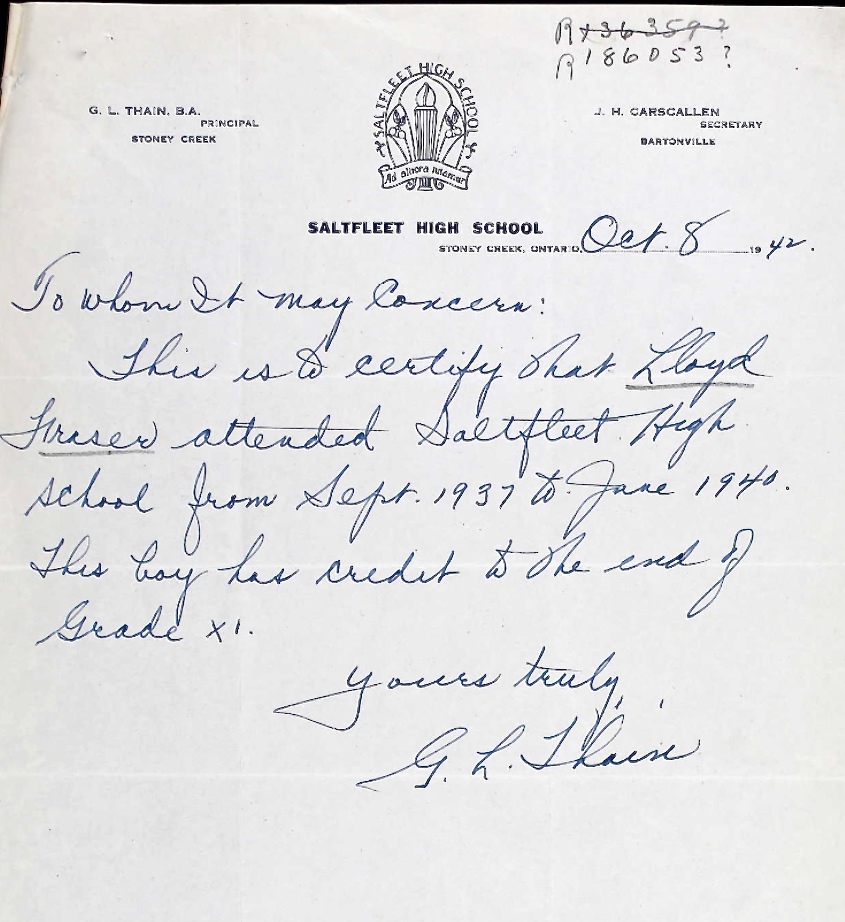 R186053?
SALTFLEET HIGH SCHOOL
G. L. THAIN, B.A.
PRINCIPAL
STONEY CREEK
J. H. CARSCALLEN
SECRETARY
BARTONVILLE
Ad altiora nitamur
SALTFLEET HIGH SCHOOL
STONEY CREEK, ONTARIO, Oct. 8 1942.
To Whom It may Concern:
This is to certify that Lloyd
Fraser attended Saltfleet High
School from Sept. 1937 to June 1940.
This boy has credit to the end of
Grade XI.
Yours truly,
G. L. Thain